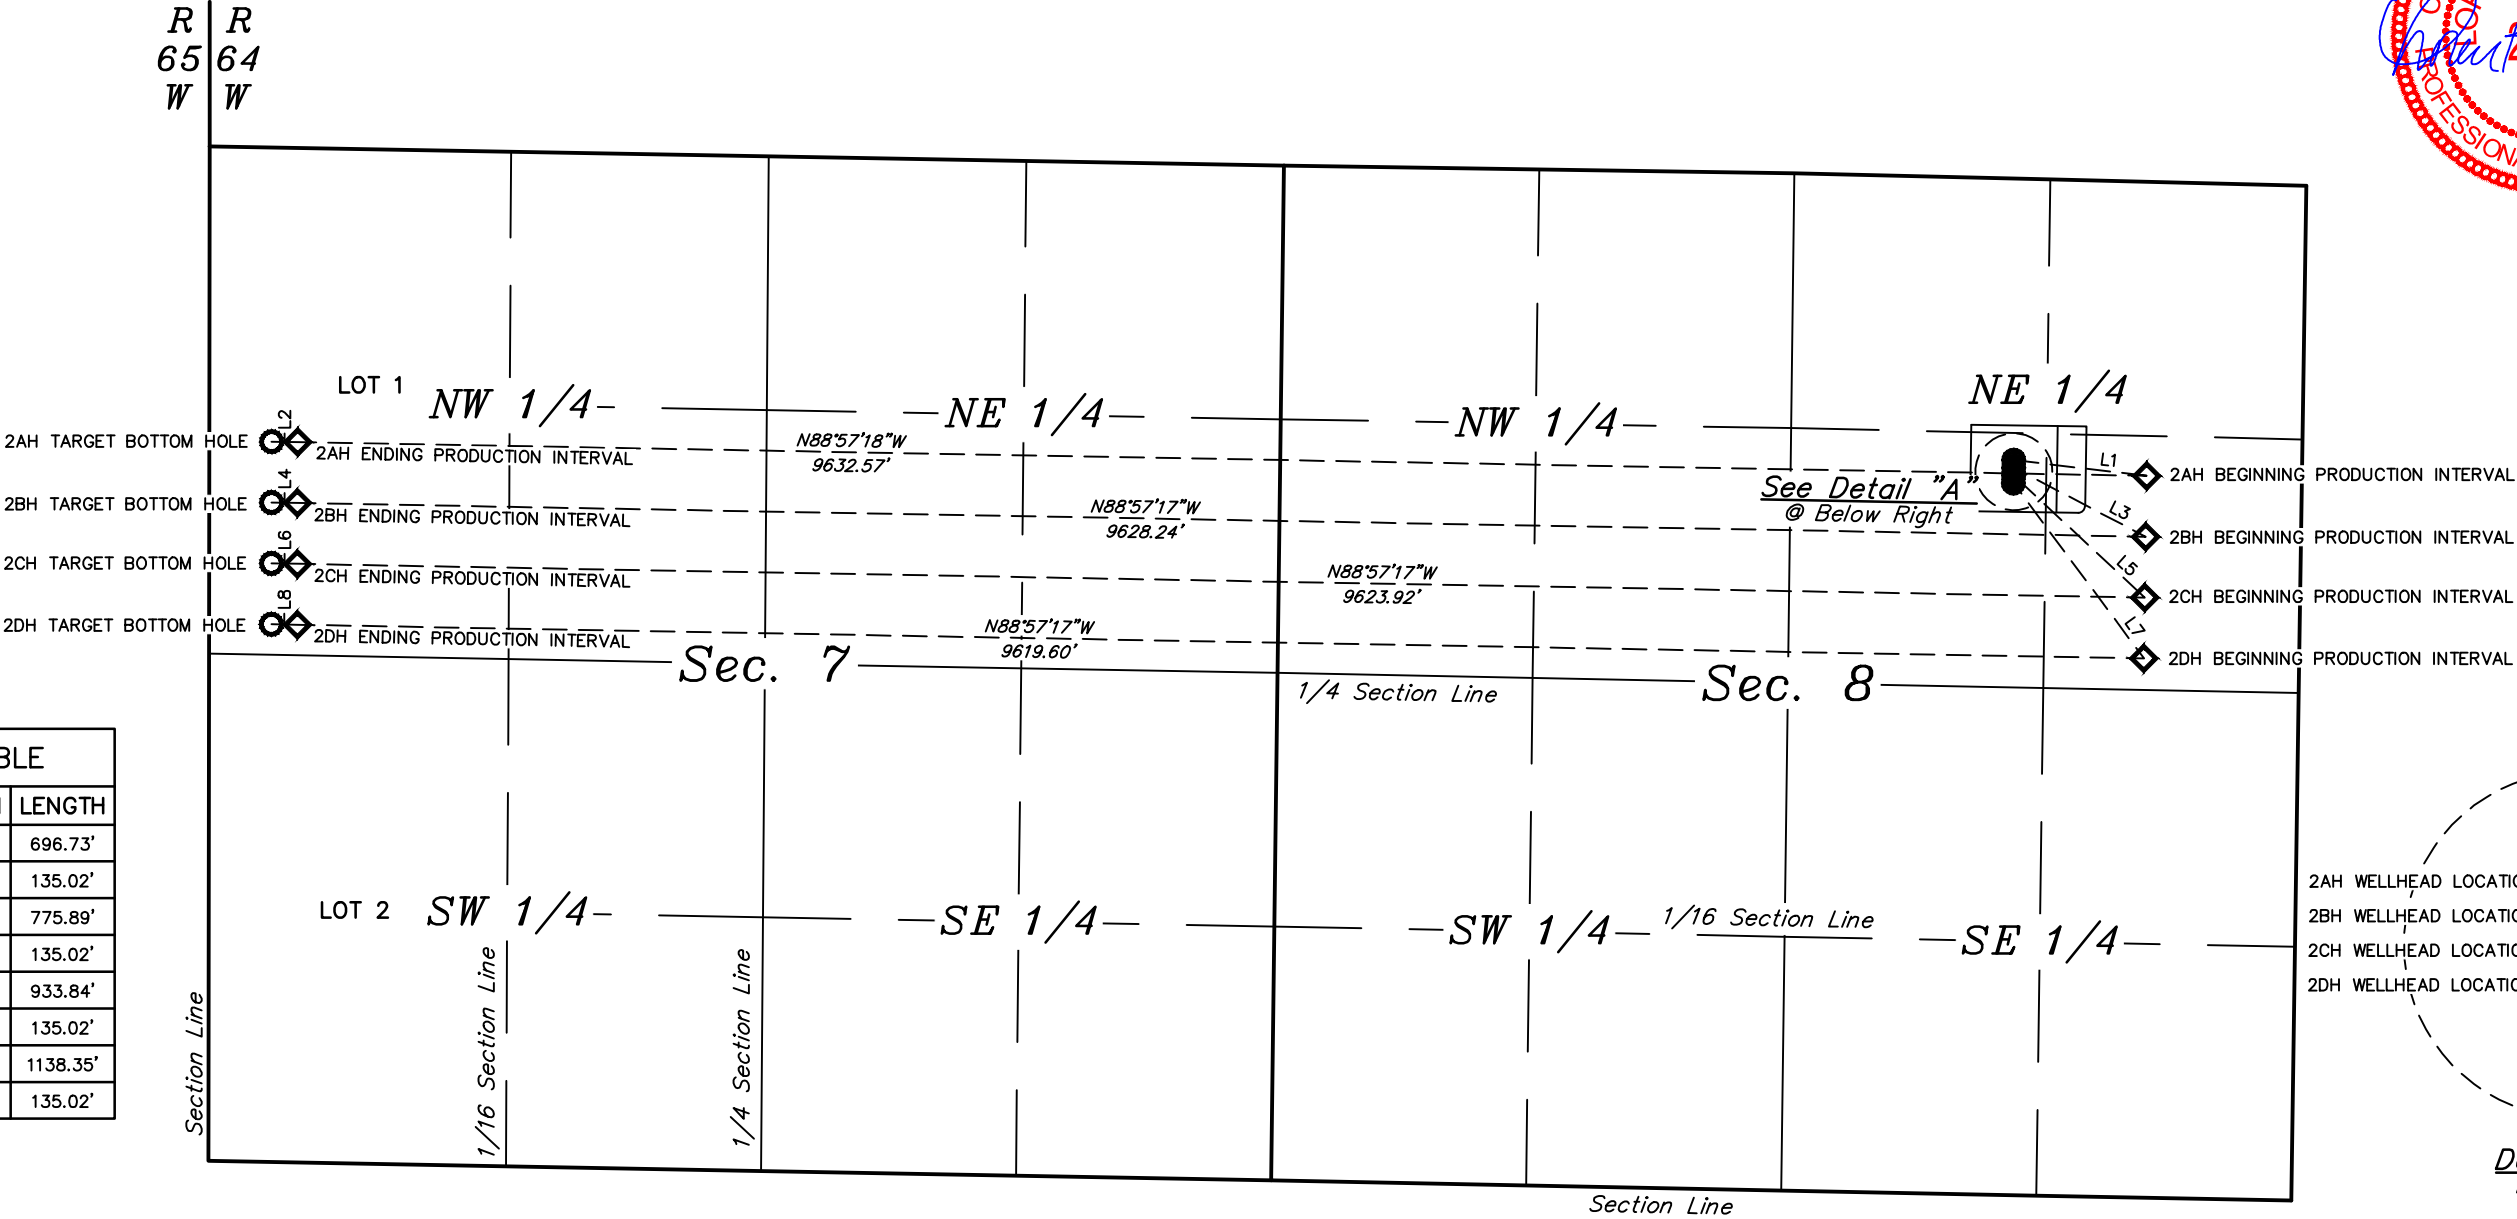 R R
65 64
W W
PROFESSIONA
LOT 1
NW 1/4
NE 1/4
NW 1/4
NE 1/4
2AH TARGET BOTTOM HOLE
L2
2AH ENDING PRODUCTION INTERVAL
N88°57'18"W
9632.57'
L1
2AH BEGINNING PRODUCTION INTERVAL
2BH TARGET BOTTOM HOLE
L4
2BH ENDING PRODUCTION INTERVAL
N88°57'17"W
9628.24'
See Detail "A"
@ Below Right
L3
2BH BEGINNING PRODUCTION INTERVAL
2CH TARGET BOTTOM HOLE
L6
2CH ENDING PRODUCTION INTERVAL
N88°57'17"W
9623.92'
L5
2CH BEGINNING PRODUCTION INTERVAL
2DH TARGET BOTTOM HOLE
L8
2DH ENDING PRODUCTION INTERVAL
N88°57'17"W
9619.60'
L7
2DH BEGINNING PRODUCTION INTERVAL
Sec. 7
Sec. 8
1/4 Section Line
BLE
LENGTH
696.73'
135.02'
775.89'
135.02'
933.84'
135.02'
1138.35'
135.02'
LOT 2
SW 1/4
SE 1/4
SW 1/4
1/16 Section Line
SE 1/4
2AH WELLHEAD LOCATIO
2BH WELLHEAD LOCATIO
2CH WELLHEAD LOCATIO
2DH WELLHEAD LOCATIO
Section Line
1/16 Section Line
1/4 Section Line
Section Line